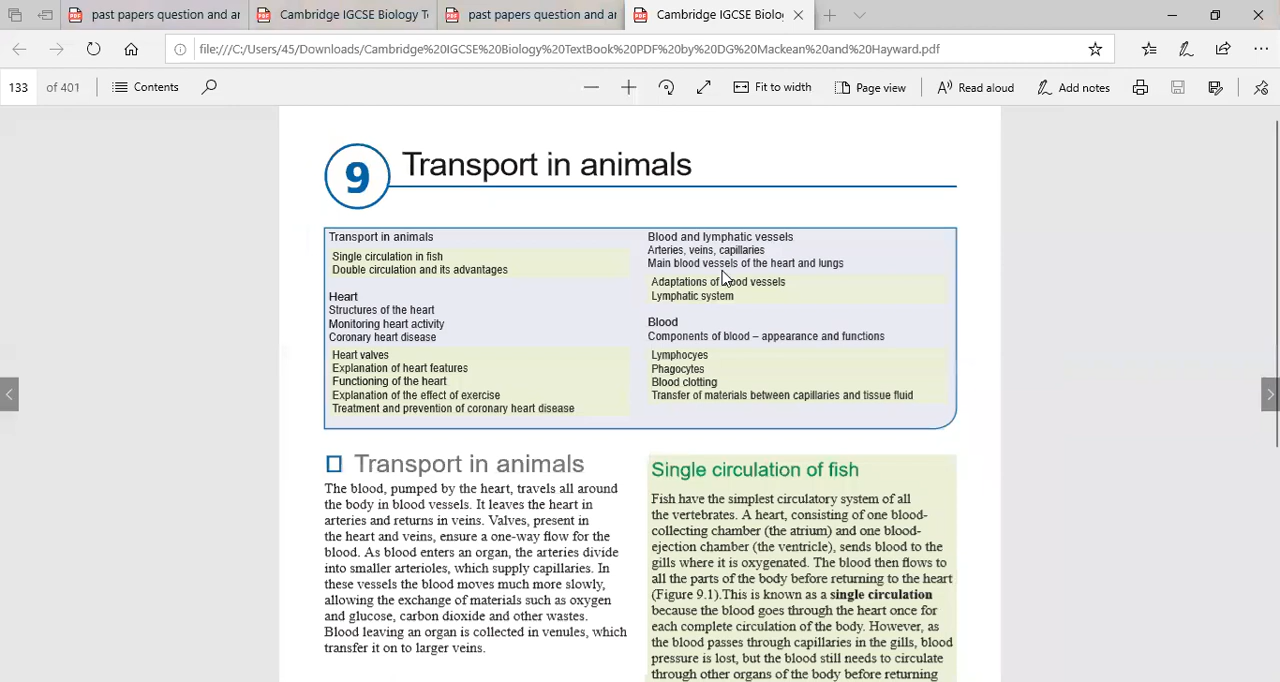 past papers question and ar
Cambridge IGCSE Biology T
past papers question and ar
Cambridge IGCSE Biolo
file:///C:/Users/45/Downloads/Cambridge%20IGCSE%20Biology%20TextBook%20PDF%20by%20DG%20Mackean%20and%20Hayward.pdf
133 of 401
Contents
Fit to width
Page view
Read aloud
Add notes
9 Transport in animals
Transport in animals
Single circulation in fish
Double circulation and its advantages
Heart
Structures of the heart
Monitoring heart activity
Coronary heart disease
Heart valves
Explanation of heart features
Functioning of the heart
Explanation of the effect of exercise
Treatment and prevention of coronary heart disease
Blood and lymphatic vessels
Arteries, veins, capillaries
Main blood vessels of the heart and lungs
Adaptations of blood vessels
Lymphatic system
Blood
Components of blood – appearance and functions
Lymphocyes
Phagocytes
Blood clotting
Transfer of materials between capillaries and tissue fluid
Transport in animals
The blood, pumped by the heart, travels all around
the body in blood vessels. It leaves the heart in
arteries and returns in veins. Valves, present in
the heart and veins, ensure a one-way flow for the
blood. As blood enters an organ, the arteries divide
into smaller arterioles, which supply capillaries. In
these vessels the blood moves much more slowly,
allowing the exchange of materials such as oxygen
and glucose, carbon dioxide and other wastes.
Blood leaving an organ is collected in venules, which
transfer it on to larger veins.
Single circulation of fish
Fish have the simplest circulatory system of all
the vertebrates. A heart, consisting of one blood-
collecting chamber (the atrium) and one blood-
ejection chamber (the ventricle), sends blood to the
gills where it is oxygenated. The blood then flows to
all the parts of the body before returning to the heart
(Figure 9.1).This is known as a single circulation
because the blood goes through the heart once for
each complete circulation of the body. However, as
the blood passes through capillaries in the gills, blood
pressure is lost, but the blood still needs to circulate
through other organs of the body before returning